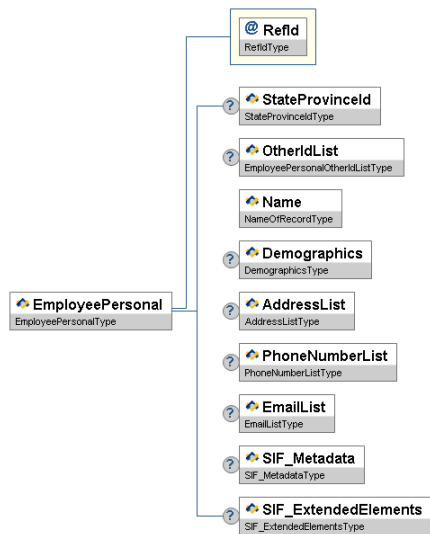 @ RefId
RefIdType
? StateProvinceId
StateProvinceIdType
? OtherIdList
EmployeePersonalOtherIdListType
Name
NameOfRecordType
? Demographics
DemographicsType
EmployeePersonal
EmployeePersonalType
? AddressList
AddressListType
? PhoneNumberList
PhoneNumberListType
? EmailList
EmailListType
? SIF_Metadata
SIF_MetadataType
? SIF_ExtendedElements
SIF_ExtendedElementsType